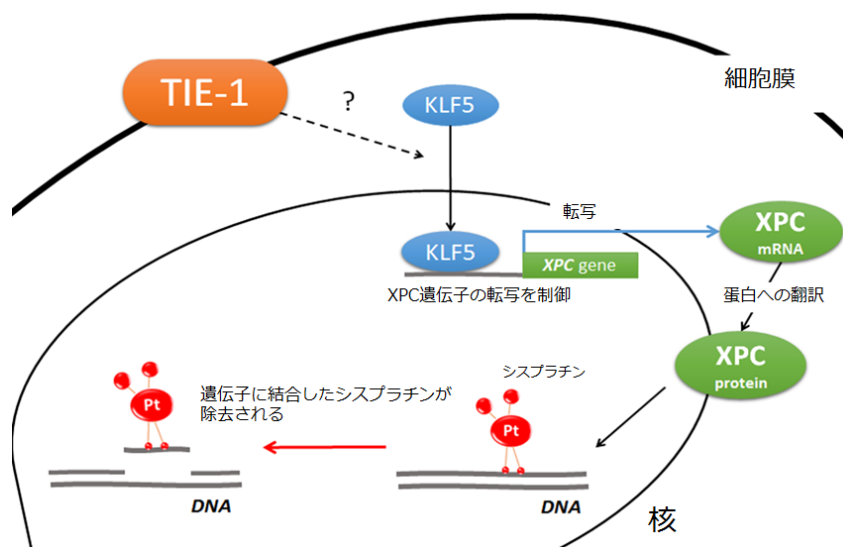 細胞膜
TIE-1
?
KLF5
転写
XPC
mRNA
KLF5
XPC gene
XPC遺伝子の転写を制御
蛋白への翻訳
XPC
protein
シスプラチン
遺伝子に結合したシスプラチンが
除去される
Pt
Pt
DNA
DNA
核